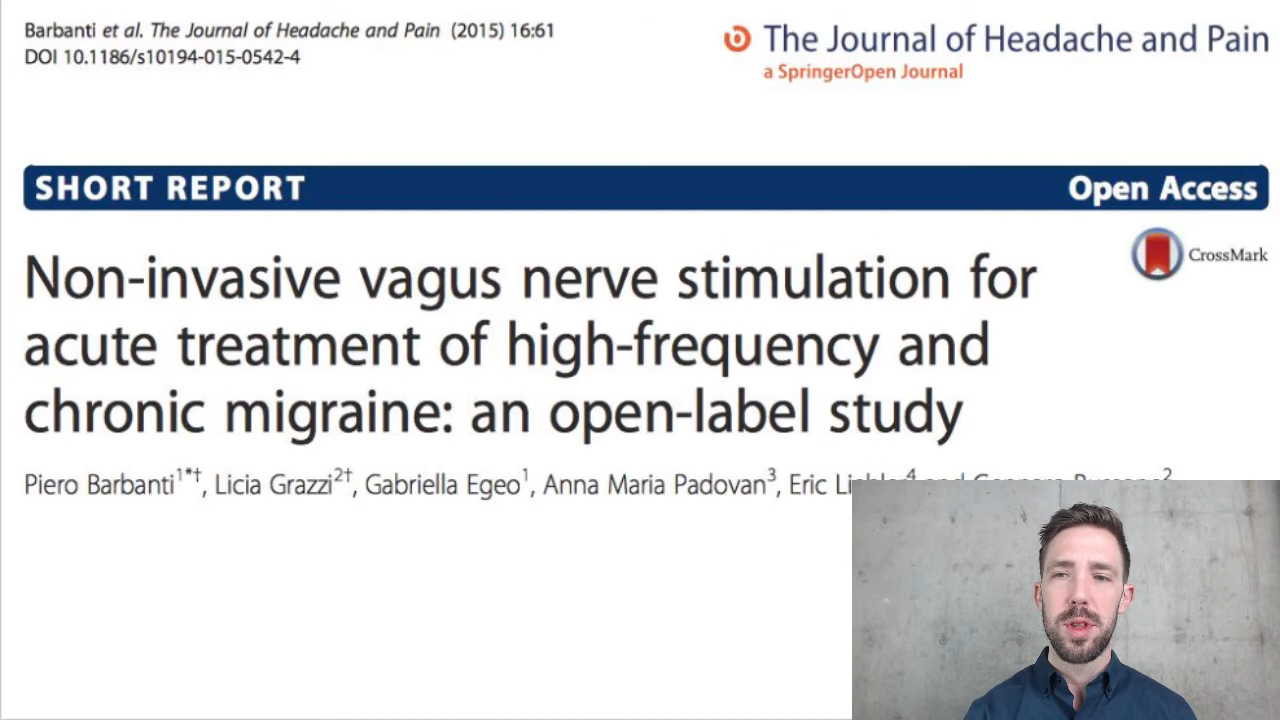 Barbanti et al. The Journal of Headache and Pain (2015) 16:61
DOI 10.1186/s10194-015-0542-4
The Journal of Headache and Pain
a SpringerOpen Journal
SHORT REPORT Open Access
CrossMark
Non-invasive vagus nerve stimulation for
acute treatment of high-frequency and
chronic migraine: an open-label study
Piero Barbanti1*†, Licia Grazzi2†, Gabriella Egeo1, Anna Maria Padovan3, Eric